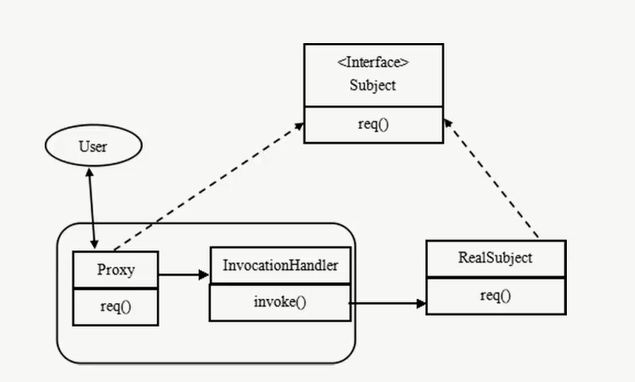 <Interface>
Subject
req()
User
Proxy
req()
InvocationHandler
invoke()
RealSubject
req()